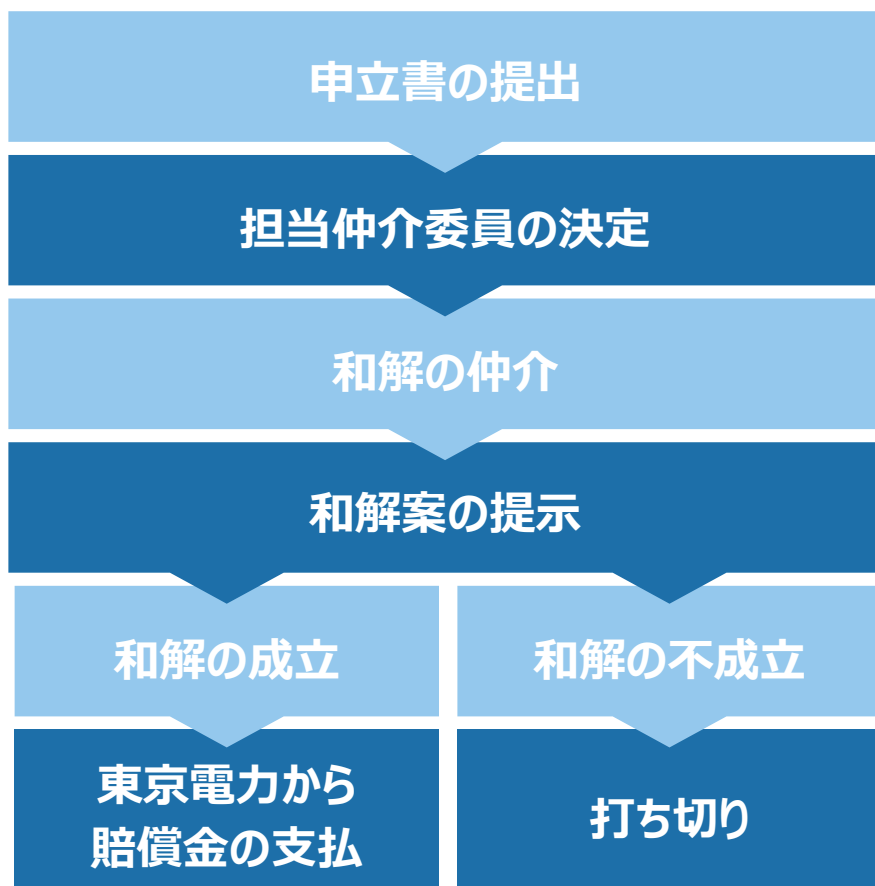 申立書の提出
担当仲介委員の決定
和解の仲介
和解案の提示
和解の成立
和解の不成立
東京電力から
賠償金の支払
打ち切り